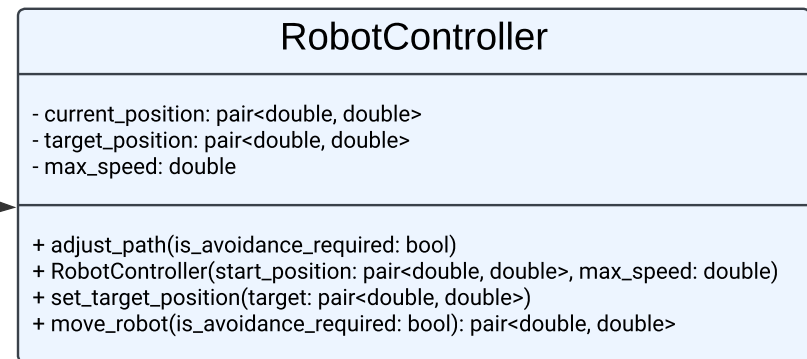 RobotController
- current_position: pair<double, double>
- target_position: pair<double, double>
- max_speed: double
+ adjust_path(is_avoidance_required: bool)
+ RobotController(start_position: pair<double, double>, max_speed: double)
+ set_target_position(target: pair<double, double>)
+ move_robot(is_avoidance_required: bool): pair<double, double>